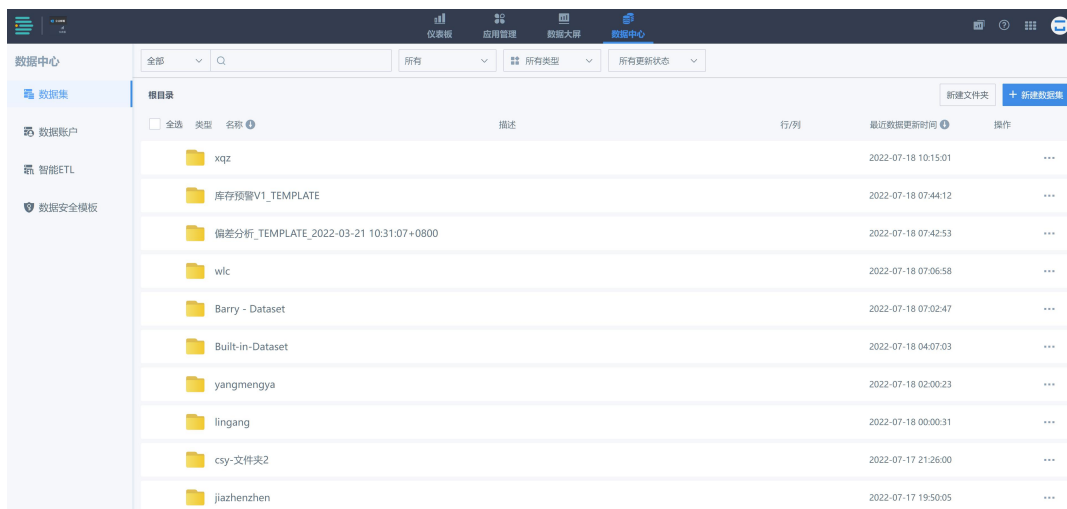 仪表板 应用管理 数据大屏 数据中心
数据中心 全部 所有 所有类型 所有更新状态
数据集 根目录 新建文件夹 + 新建数据集
全选 类型 名称 描述 行/列 最近数据更新时间 操作
数据账户
xqz 2022-07-18 10:15:01 ···
智能ETL
库存预警V1_TEMPLATE 2022-07-18 07:44:12 ···
数据安全模板
偏差分析_TEMPLATE_2022-03-21 10:31:07+0800 2022-07-18 07:42:53 ···
wlc 2022-07-18 07:06:58 ···
Barry - Dataset 2022-07-18 07:02:47 ···
Built-in-Dataset 2022-07-18 04:07:03 ···
yangmengya 2022-07-18 02:00:23 ···
lingang 2022-07-18 00:00:31 ···
csy-文件夹2 2022-07-17 21:26:00 ···
jiazhenzhen 2022-07-17 19:50:05 ···